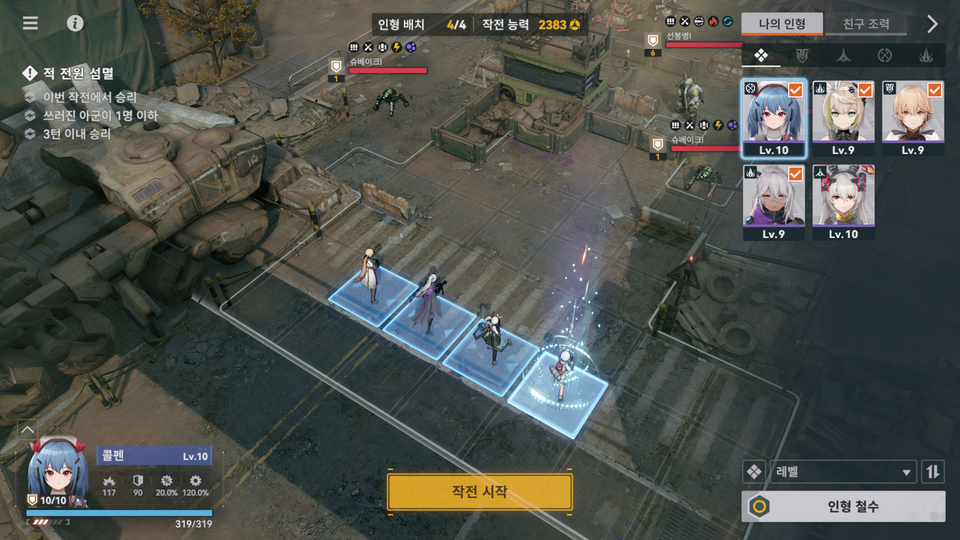 인형 배치 4/4 작전 능력 2383
나의 인형 친구 조력
적 전원 섬멸
이번 작전에서 승리
쓰러진 아군이 1명 이하
3턴 이내 승리
슈베이크I
1
선봉병I
6
슈베이크I
1
Lv.10
Lv.9
Lv.9
Lv.9
Lv.10
콜펜 Lv.10
117 90 20.0% 120.0%
10/10
319/319
작전 시작
레벨
인형 철수